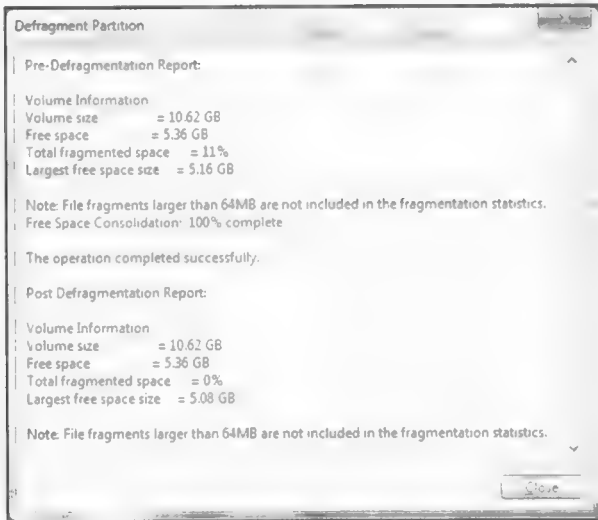 Defragment Partition
Pre-Defragmentation Report:
Volume Information
Volume size = 10.62 GB
Free space = 5.36 GB
Total fragmented space = 11%
Largest free space size = 5.16 GB
Note: File fragments larger than 64MB are not included in the fragmentation statistics.
Free Space Consolidation: 100% complete
The operation completed successfully.
Post Defragmentation Report:
Volume Information
Volume size = 10.62 GB
Free space = 5.36 GB
Total fragmented space = 0%
Largest free space size = 5.08 GB
Note: File fragments larger than 64MB are not included in the fragmentation statistics.
Close